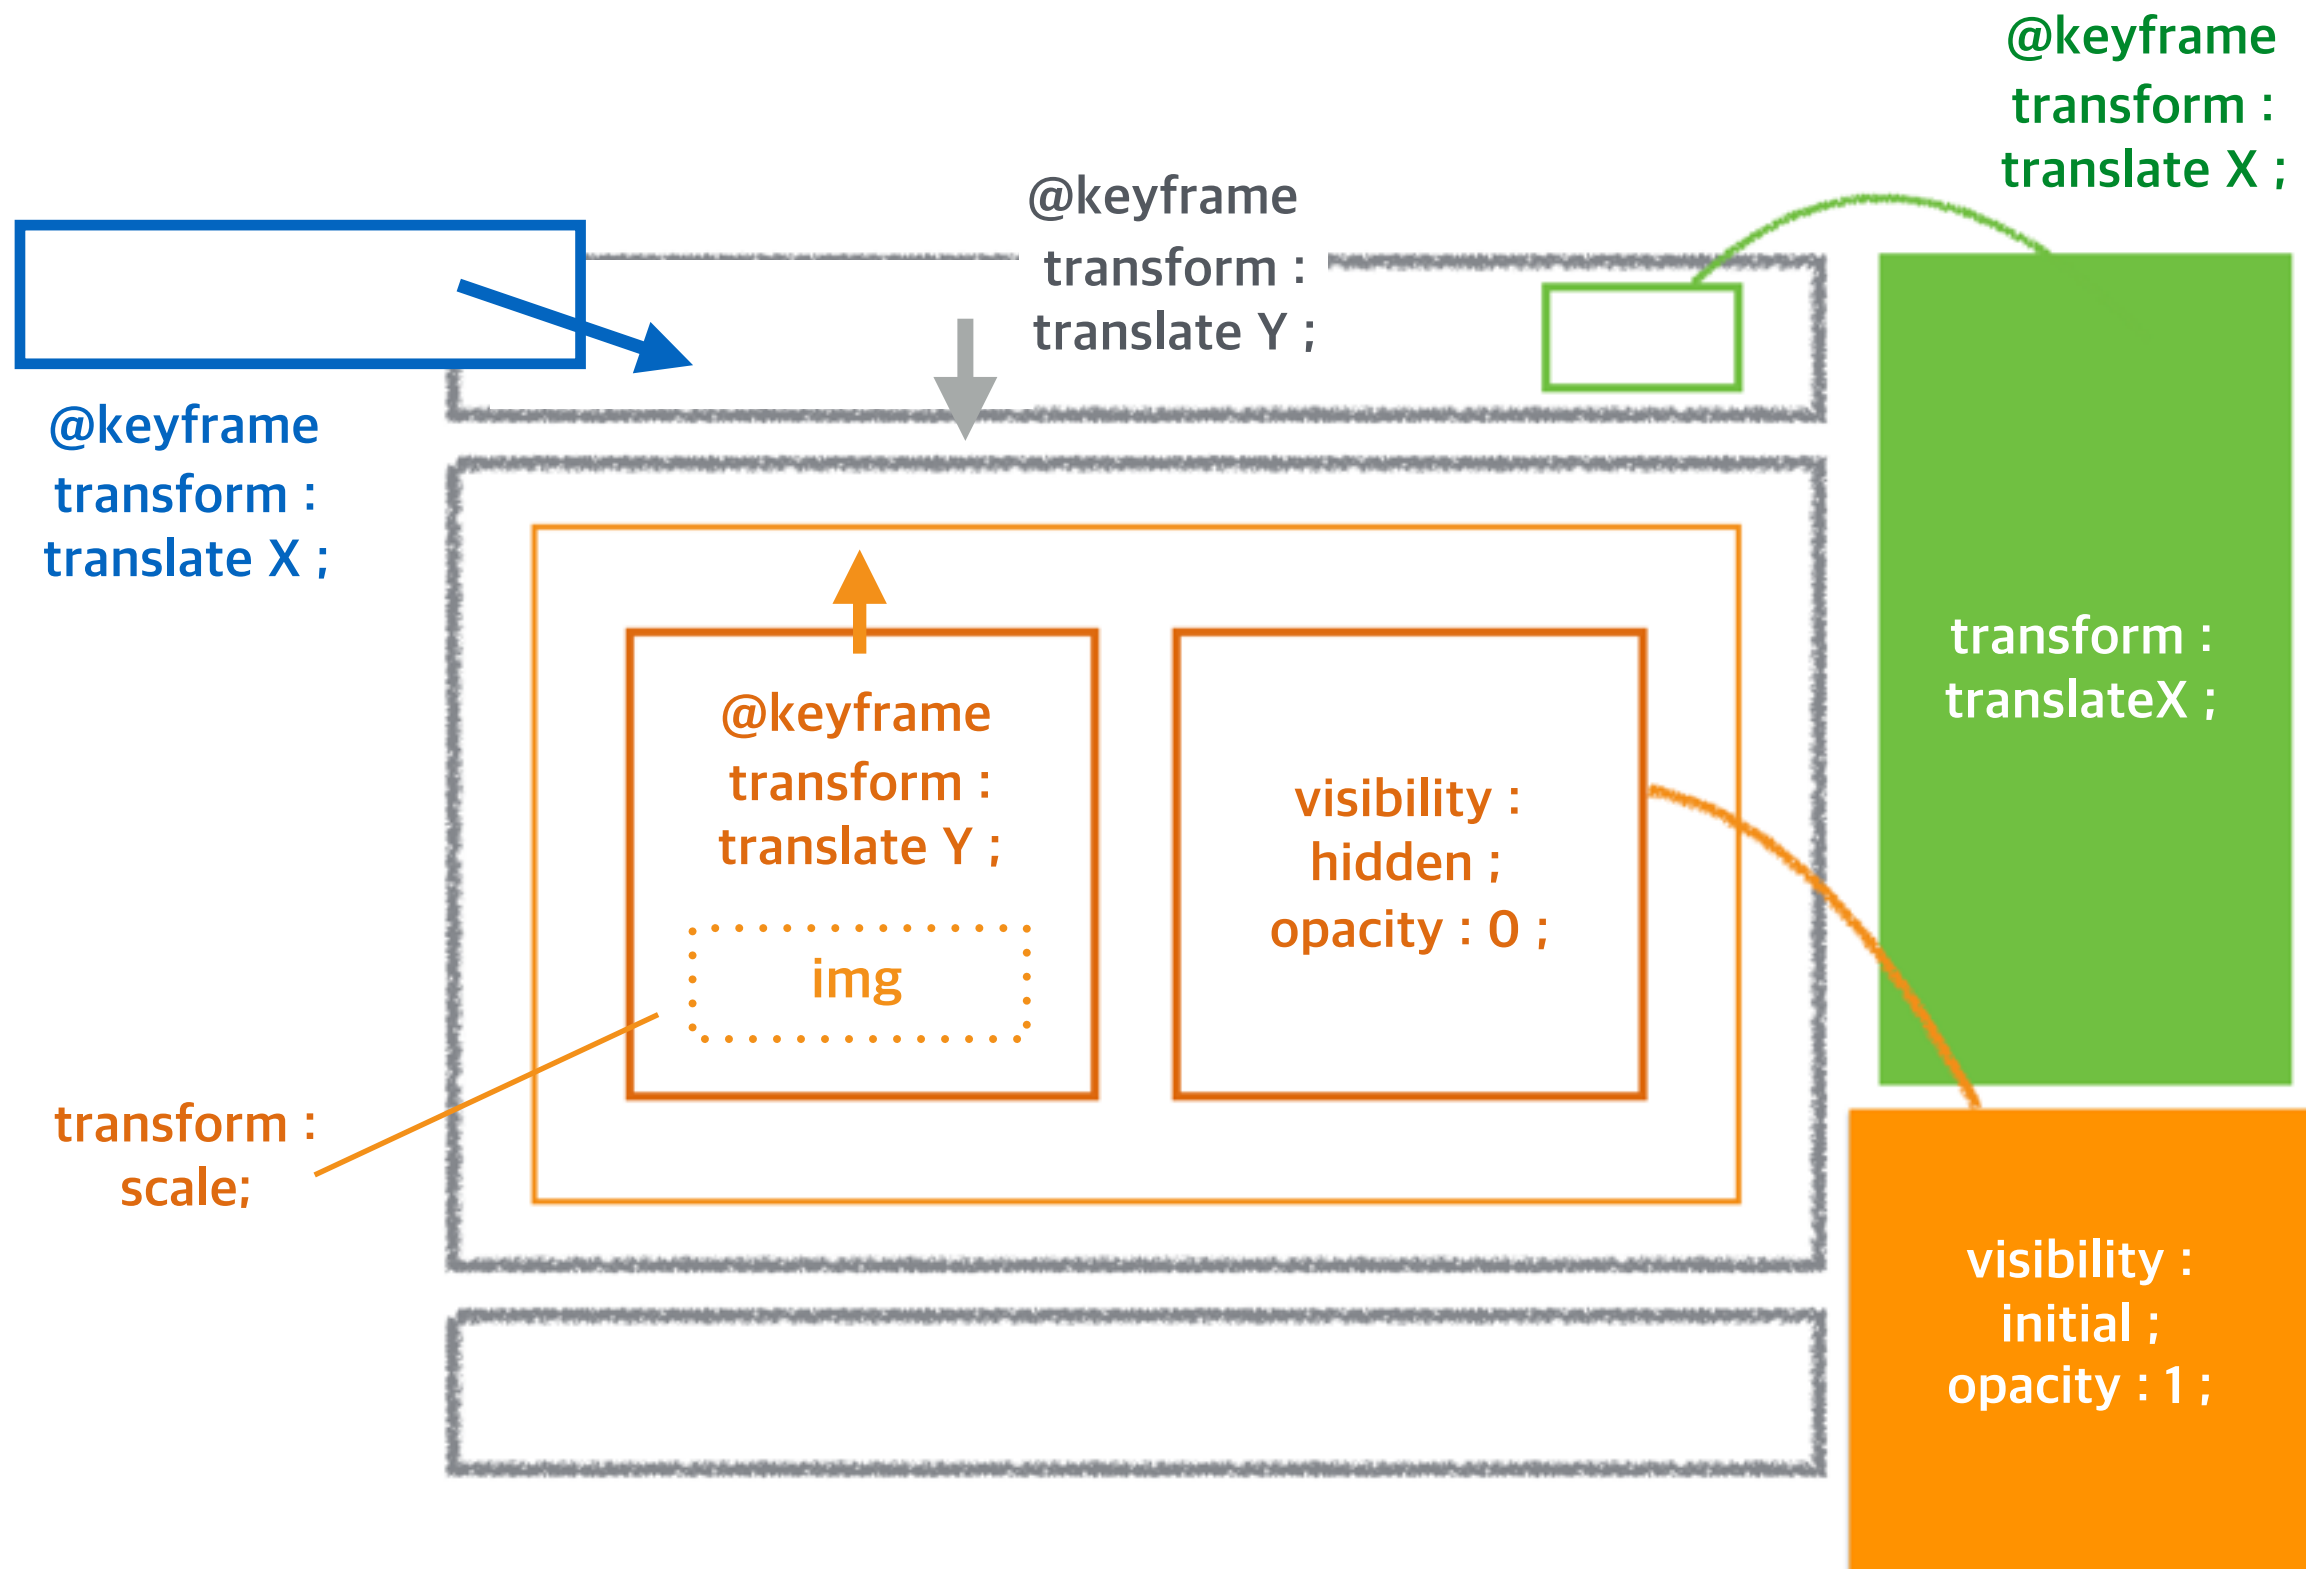 @keyframe
transform :
translate X ;
@keyframe
transform :
translate Y ;
@keyframe
transform :
translate X ;
@keyframe
transform :
translate Y ;
img
visibility :
hidden ;
opacity : 0 ;
transform :
translateX ;
transform :
scale;
visibility :
initial ;
opacity : 1 ;